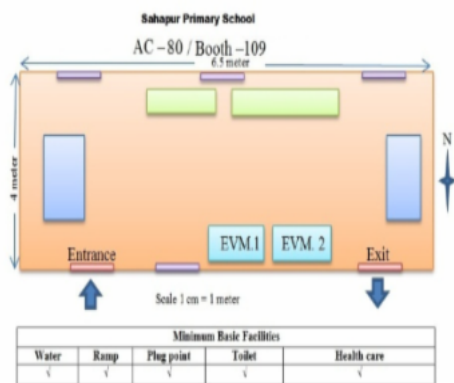 Sahapur Primary School
AC -80 / Booth -109
6.5 meter
4 meter
N
EVM.1
EVM. 2
Entrance
Exit
Scale 1 cm = 1 meter
Minimum Basic Facilities
Water Ramp Plug point Toilet Health care
√ √ √ √ √